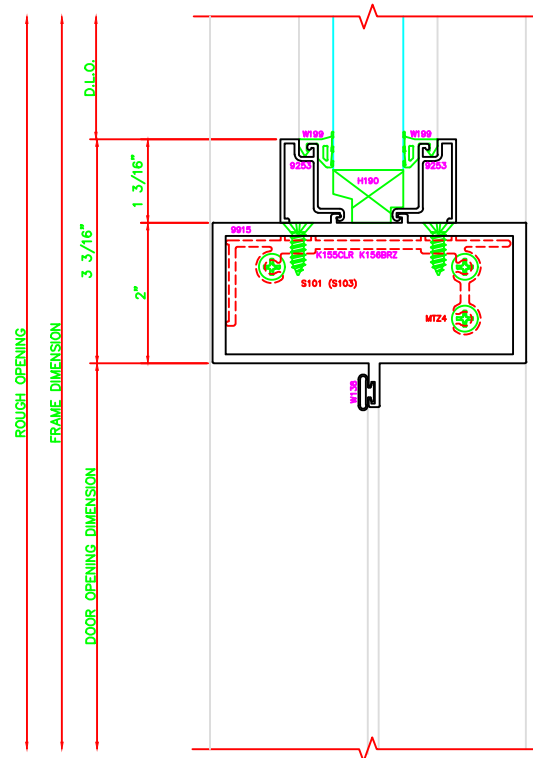 D.L.O.
W199
W199
9253
9253
H190
1 3/16"
3 3/16"
9915
K155CLR K156BRZ
S101 (S103)
2"
MTZ4
W138
ROUGH OPENING
FRAME DIMENSION
DOOR OPENING DIMENSION